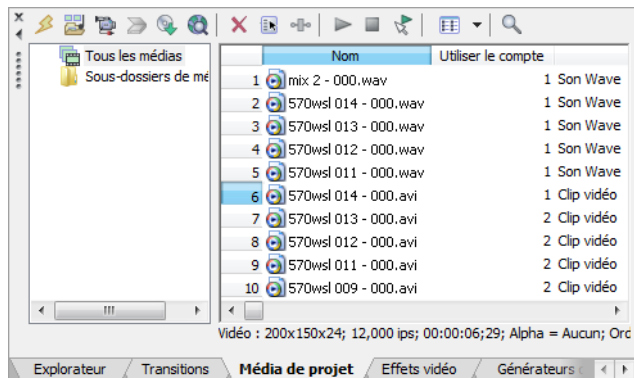 Tous les médias
Sous-dossiers de mé
Nom Utiliser le compte
1 mix 2 - 000.wav 1 Son Wave
2 570wsl 014 - 000.wav 1 Son Wave
3 570wsl 013 - 000.wav 1 Son Wave
4 570wsl 012 - 000.wav 1 Son Wave
5 570wsl 011 - 000.wav 1 Son Wave
6 570wsl 014 - 000.avi 1 Clip vidéo
7 570wsl 013 - 000.avi 2 Clip vidéo
8 570wsl 012 - 000.avi 2 Clip vidéo
9 570wsl 011 - 000.avi 2 Clip vidéo
10 570wsl 009 - 000.avi 2 Clip vidéo
Vidéo : 200x150x24; 12,000 ips; 00:00:06;29; Alpha = Aucun; Ord
Explorateur Transitions Média de projet Effets vidéo Générateurs